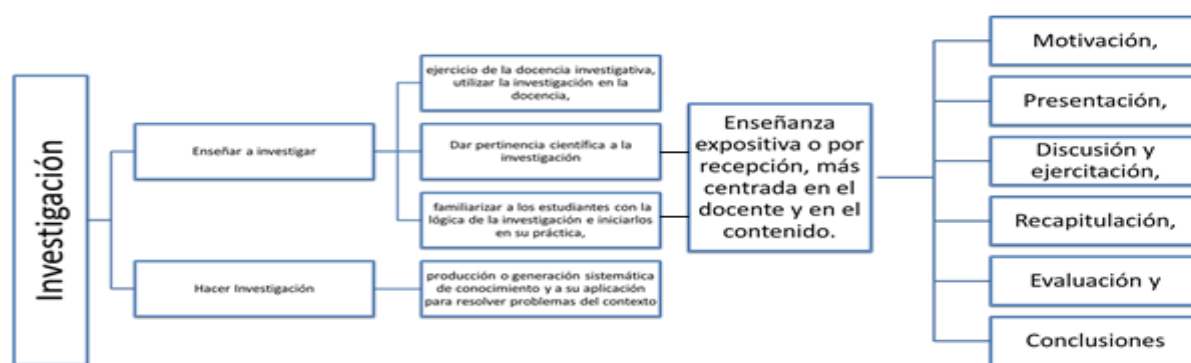 Investigación
Enseñar a investigar
ejercicio de la docencia investigativa,
utilizar la investigación en la
docencia,
Dar pertinencia científica a la
investigación
familiarizar a los estudiantes con la
lógica de la investigación e iniciarlos
en su práctica,
Hacer Investigación
producción o generación sistemática
de conocimiento y a su aplicación
para resolver problemas del contexto
Enseñanza
expositiva o por
recepción, más
centrada en el
docente y en el
contenido.
Motivación,
Presentación,
Discusión y
ejercitación,
Recapitulación,
Evaluación y
Conclusiones